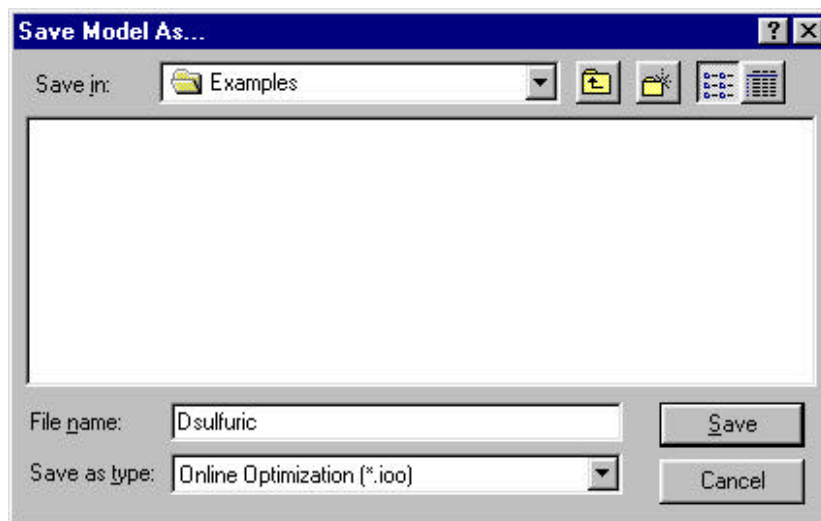 Save Model As...
Save in: Examples
File name: Dsulfuric Save
Save as type: Online Optimization (*.ioo) Cancel